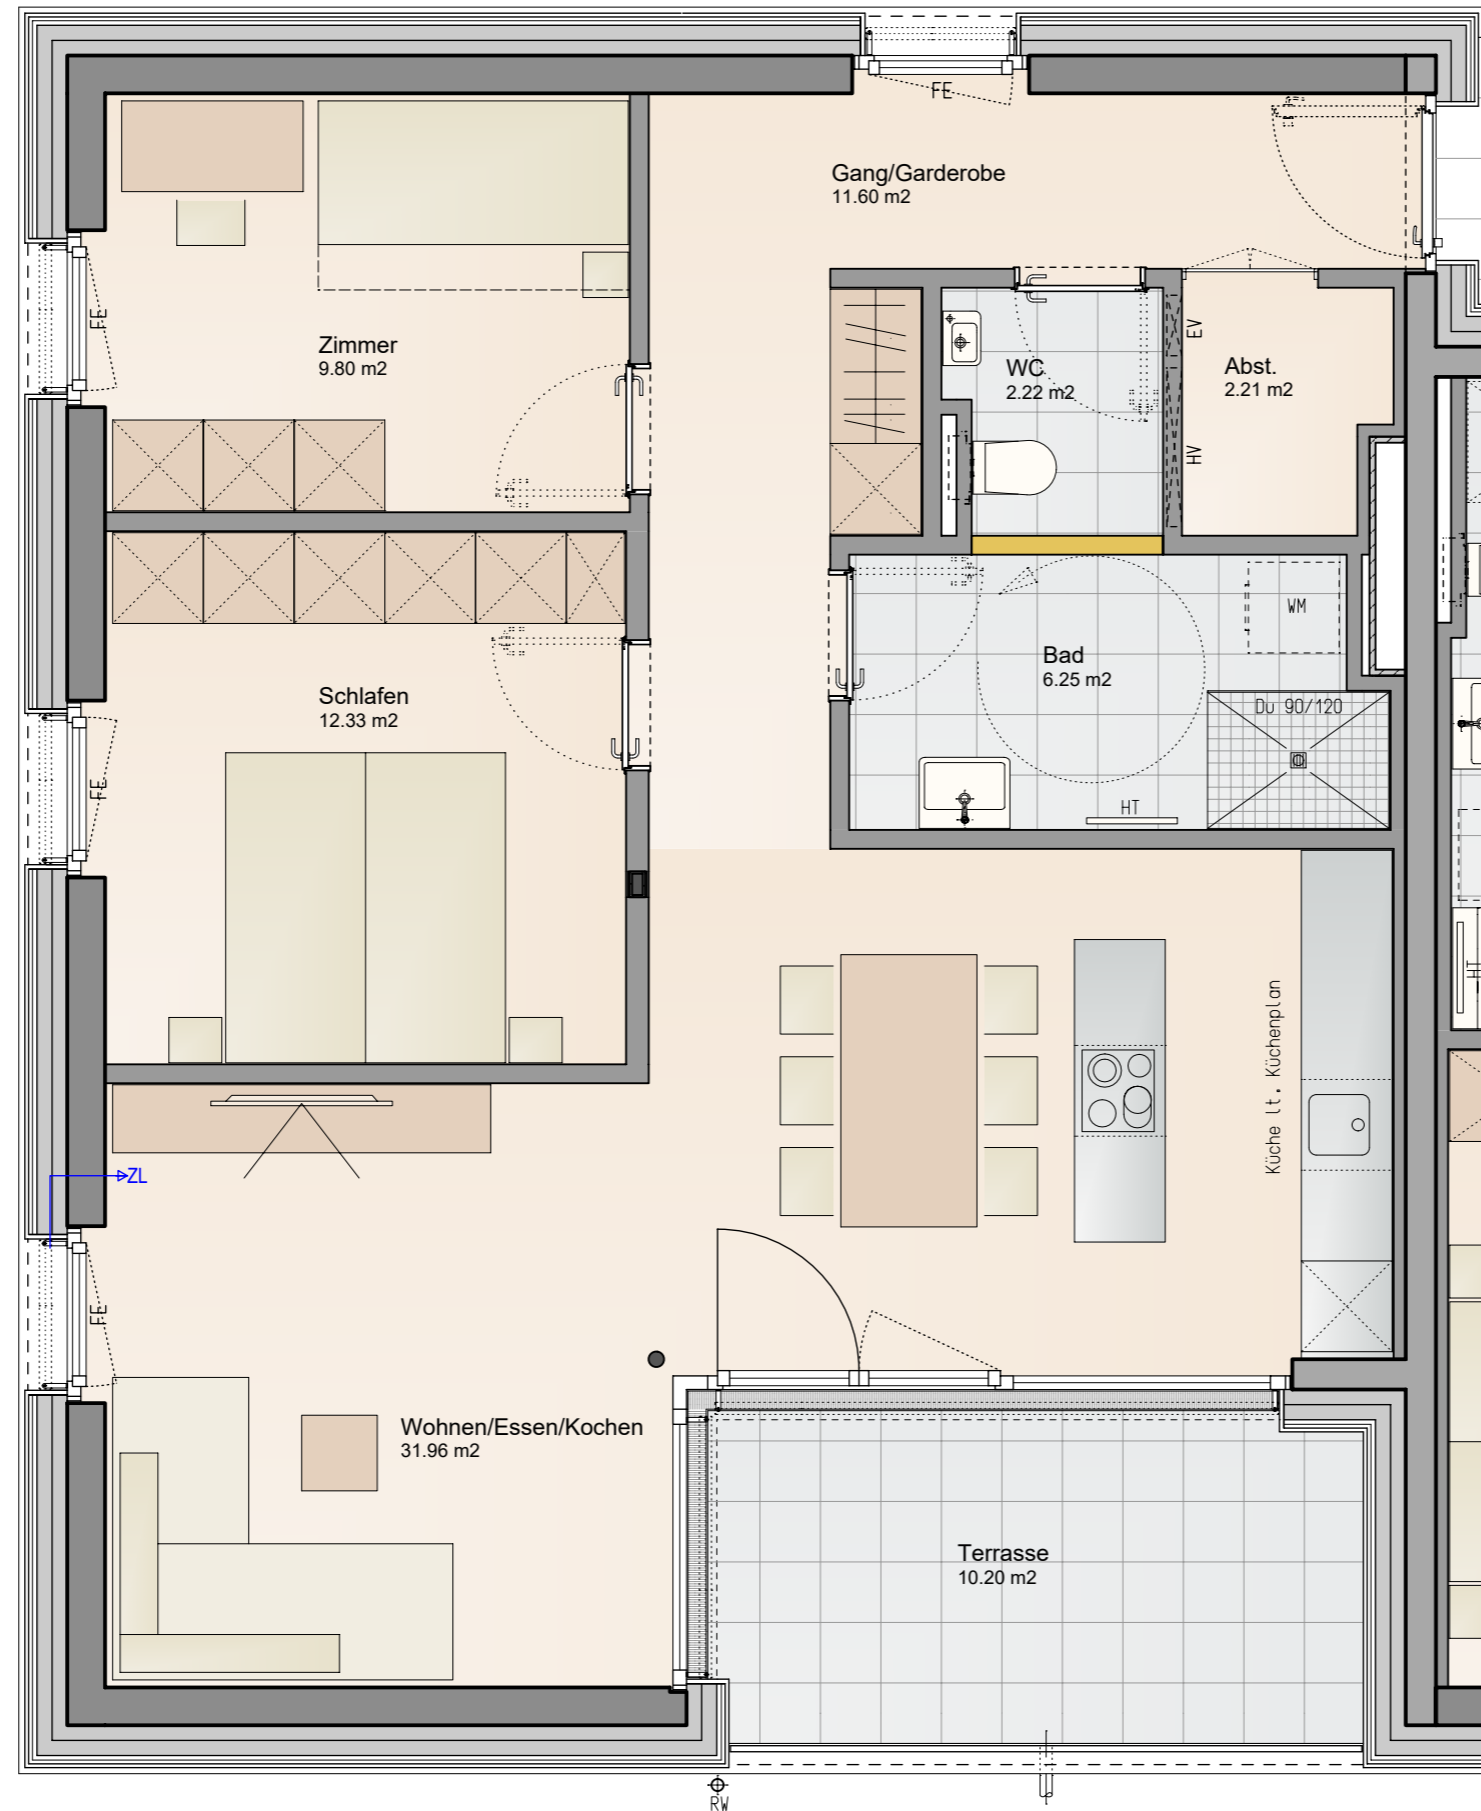 FE
Gang/Garderobe
11.60 m2
Zimmer
9.80 m2
FE
WC
2.22 m2
EV
HV
Abst.
2.21 m2
Schlafen
12.33 m2
FE
Bad
6.25 m2
WM
Du 90/120
HT
HT
Küche lt. Küchenplan
ZL
FE
Wohnen/Essen/Kochen
31.96 m2
Terrasse
10.20 m2
RW